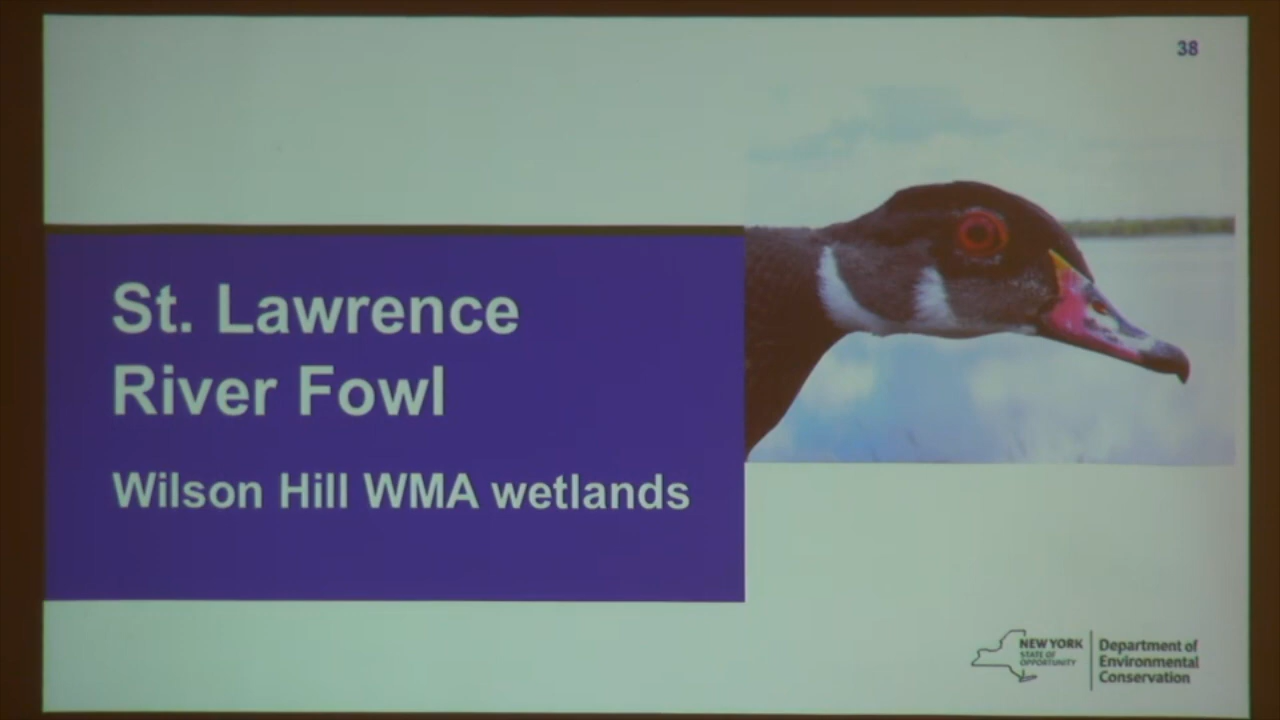 38
St. Lawrence
River Fowl
Wilson Hill WMA wetlands
NEW YORK
STATE OF
OPPORTUNITY
Department of
Environmental
Conservation